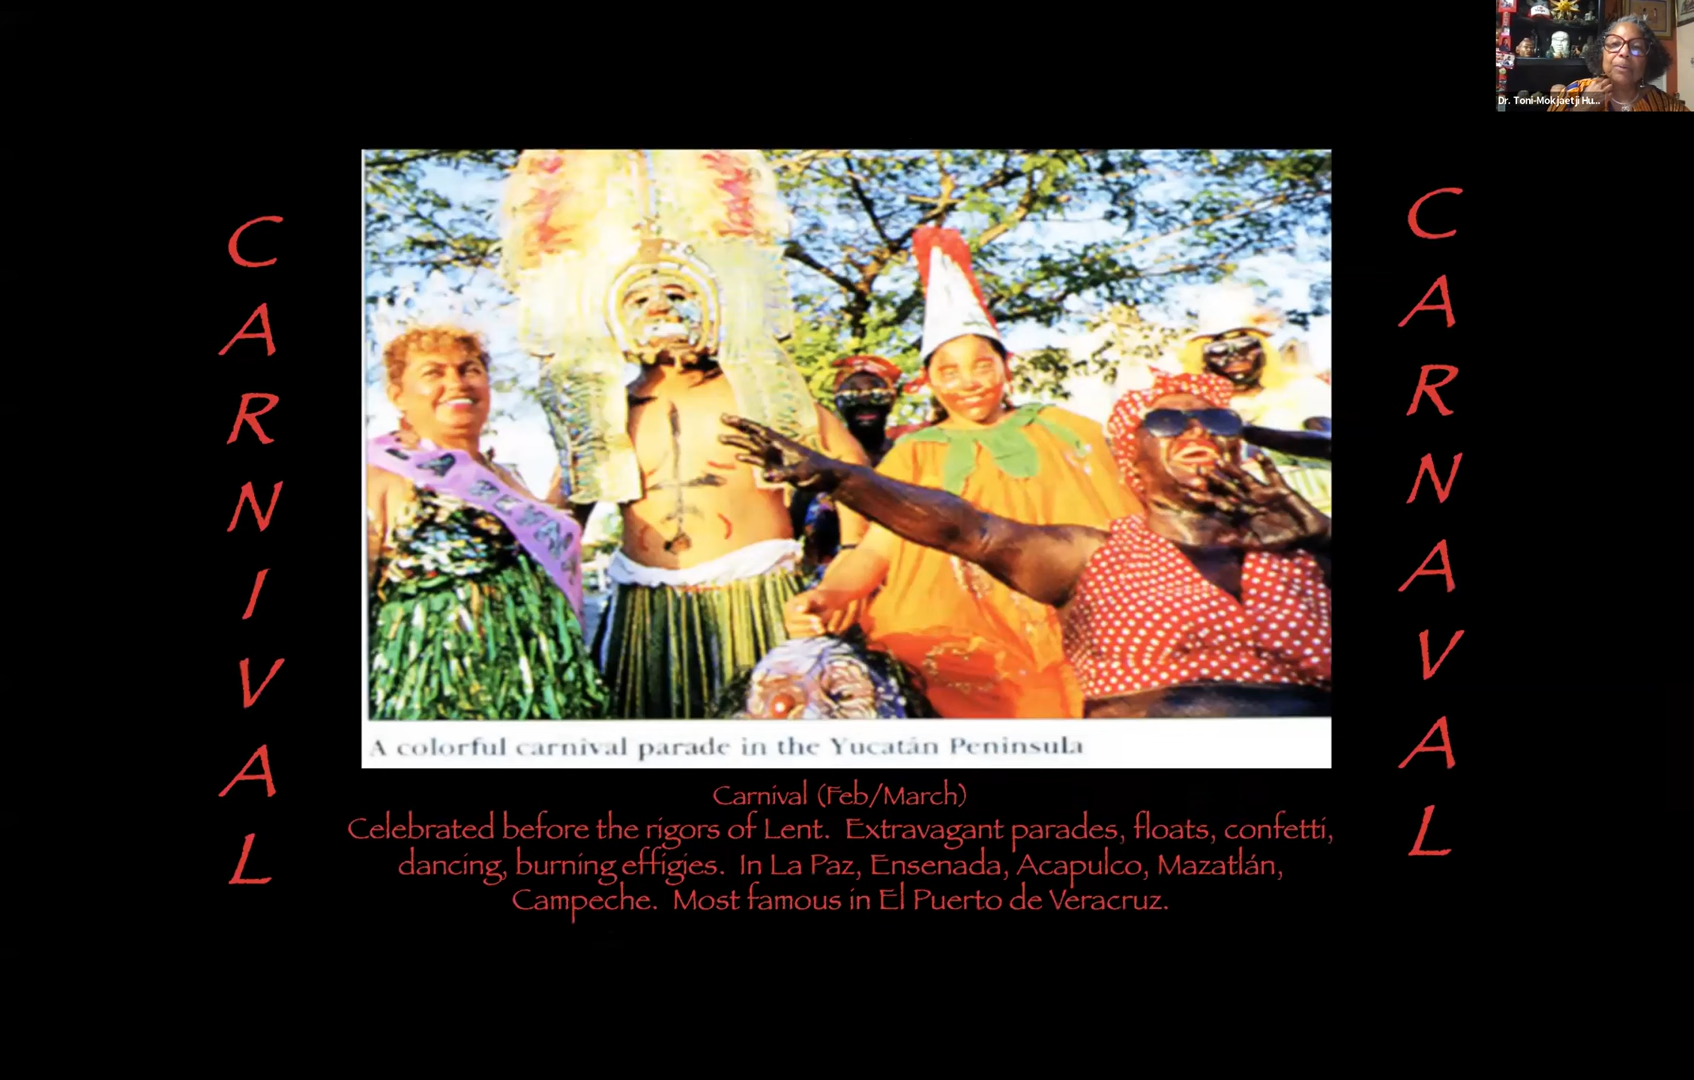 Dr. Toni-Mokjaetji Hu...
CARNIVAL
CARNAVAL
A colorful carnival parade in the Yucatán Peninsula
Carnival (Feb/March)
Celebrated before the rigors of Lent. Extravagant parades, floats, confetti,
dancing, burning effigies. In La Paz, Ensenada, Acapulco, Mazatlán,
Campeche. Most famous in El Puerto de Veracruz.